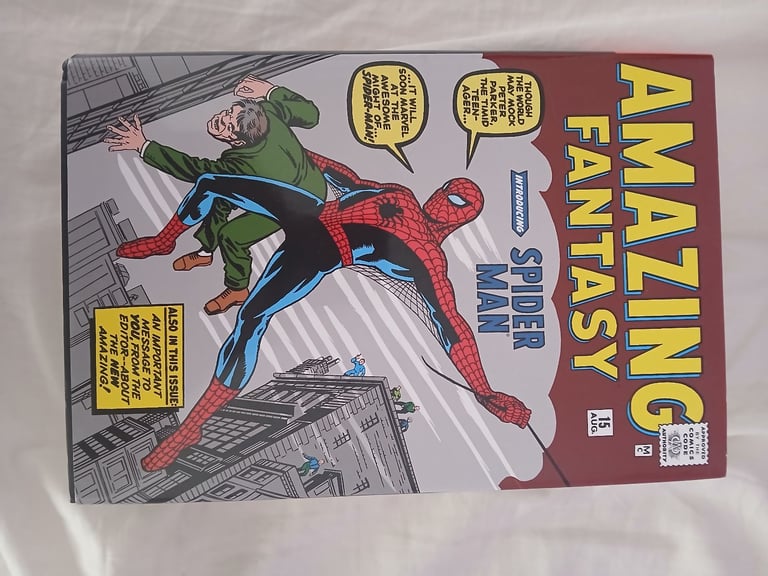 AMAZING
FANTASY
15
AUG.
M
C
APPROVED
BY THE
COMICS
CODE
AUTHORITY
INTRODUCING
SPIDER
MAN
THOUGH
THE WORLD
MAY MOCK
PETER
PARKER,
THE TIMID
TEEN-
AGER...
...IT WILL
SOON MARVEL
AT THE
AWESOME
MIGHT OF...
SPIDER-MAN!
ALSO IN THIS ISSUE:
AN IMPORTANT
MESSAGE TO
YOU, FROM THE
EDITOR--ABOUT
THE NEW
AMAZING!